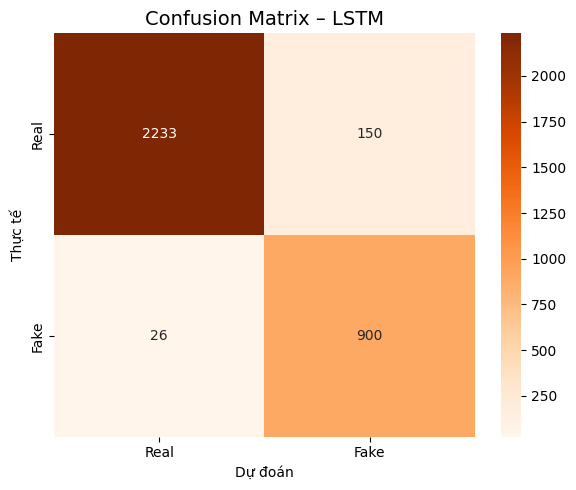 Confusion Matrix – LSTM
Real
2233
150
Thực tế
Fake
26
900
Real
Fake
Dự đoán
2000
1750
1500
1250
1000
750
500
250